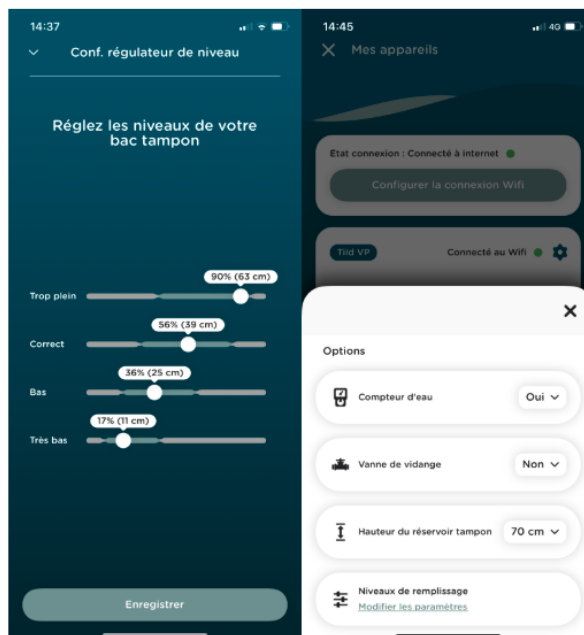 14:37
Conf. régulateur de niveau
Réglez les niveaux de votre
bac tampon
90% (63 cm)
Trop plein
56% (39 cm)
Correct
36% (25 cm)
Bas
17% (11 cm)
Très bas
Enregistrer
14:45
4G
Mes appareils
Etat connexion : Connecté à internet
Configurer la connexion Wifi
Tild VP
Connecté au Wifi
Options
Compteur d'eau
Oui
Vanne de vidange
Non
Hauteur du réservoir tampon
70 cm
Niveaux de remplissage
Modifier les paramètres